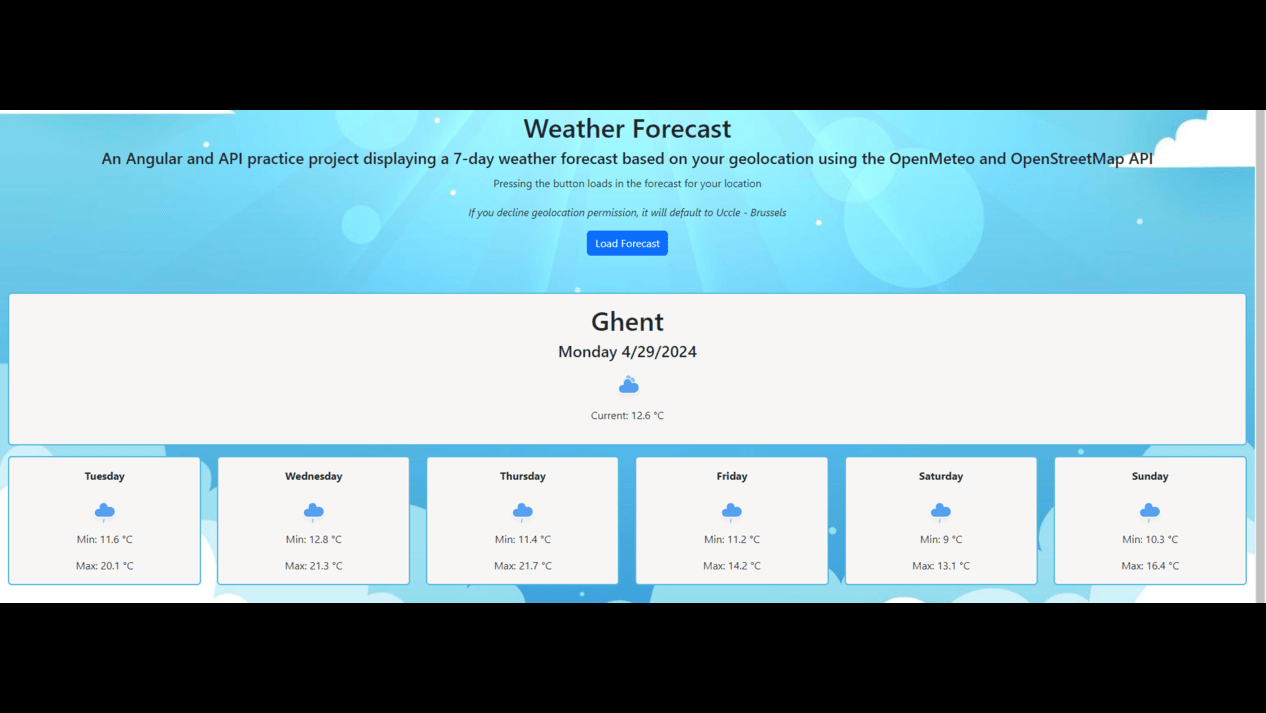 Weather Forecast
An Angular and API practice project displaying a 7-day weather forecast based on your geolocation using the OpenMeteo and OpenStreetMap API
Pressing the button loads in the forecast for your location
If you decline geolocation permission, it will default to Uccle - Brussels
Load Forecast
Ghent
Monday 4/29/2024
Current: 12.6 °C
Tuesday
Min: 11.6 °C
Max: 20.1 °C
Wednesday
Min: 12.8 °C
Max: 21.3 °C
Thursday
Min: 11.4 °C
Max: 21.7 °C
Friday
Min: 11.2 °C
Max: 14.2 °C
Saturday
Min: 9 °C
Max: 13.1 °C
Sunday
Min: 10.3 °C
Max: 16.4 °C